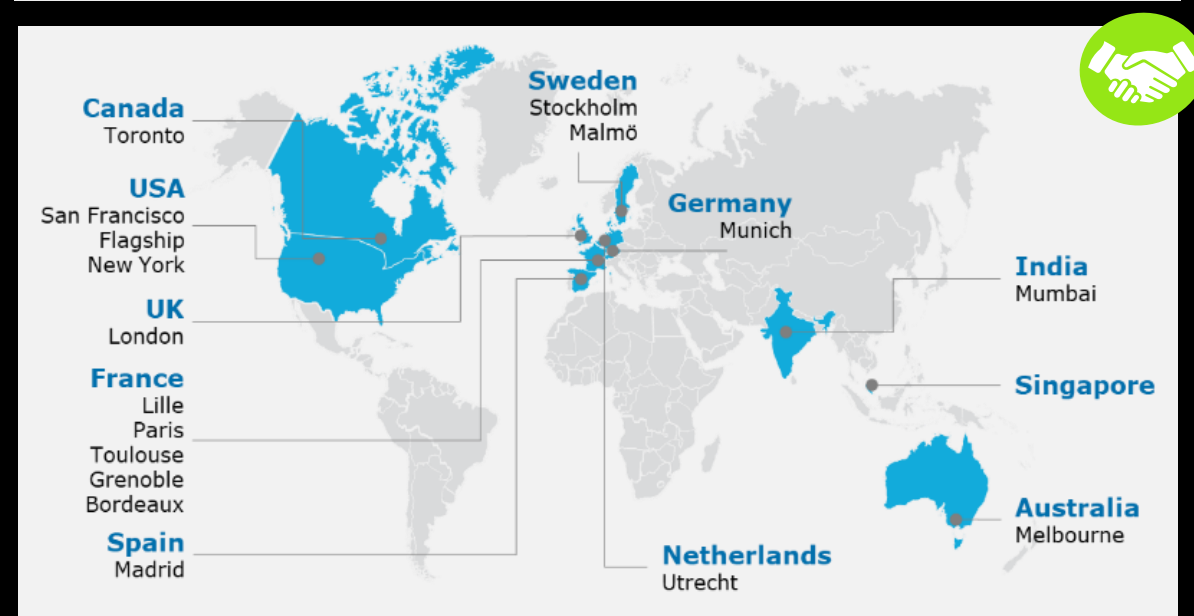 Canada
Toronto
USA
San Francisco
Flagship
New York
UK
London
France
Lille
Paris
Toulouse
Grenoble
Bordeaux
Spain
Madrid
Sweden
Stockholm
Malmö
Germany
Munich
Netherlands
Utrecht
India
Mumbai
Singapore
Australia
Melbourne